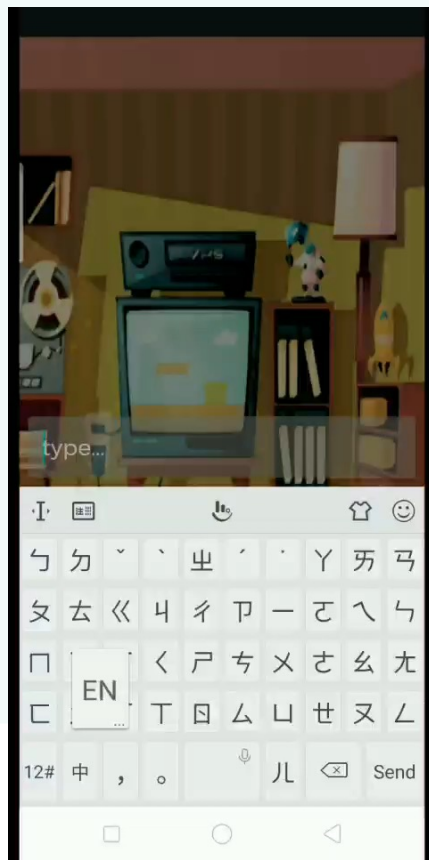 type...
ㄅ ㄉ ˇ ˋ ㄓ ˊ ˙ ㄚ ㄞ ㄢ
ㄆ ㄊ ㄍ ㄐ ㄔ ㄗ ㄧ ㄛ ㄟ ㄣ
ㄇ ㄑ ㄕ ㄘ ㄨ ㄜ ㄠ ㄤ
EN
...
ㄈ ㄒ ㄖ ㄙ ㄩ ㄝ ㄡ ㄥ
12# 中 ， 。 ㄦ Send